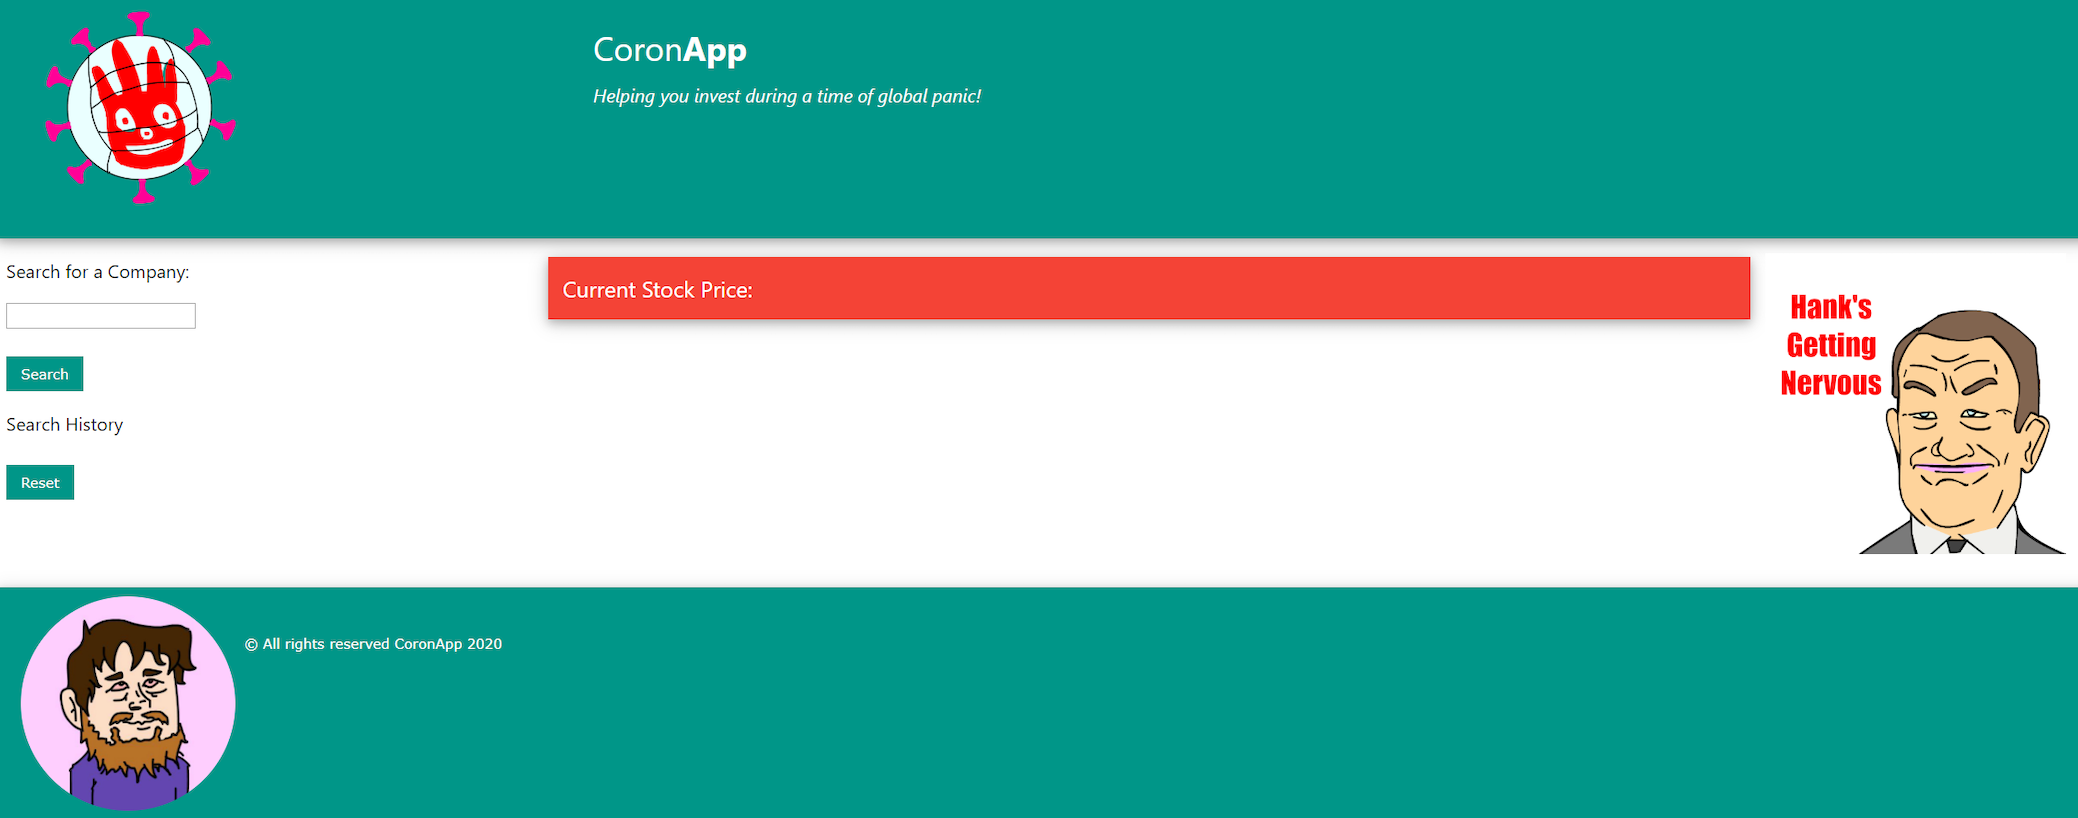 CoronApp
Helping you invest during a time of global panic!
Search for a Company:
Search
Search History
Reset
Current Stock Price:
Hank's
Getting
Nervous
© All rights reserved CoronApp 2020